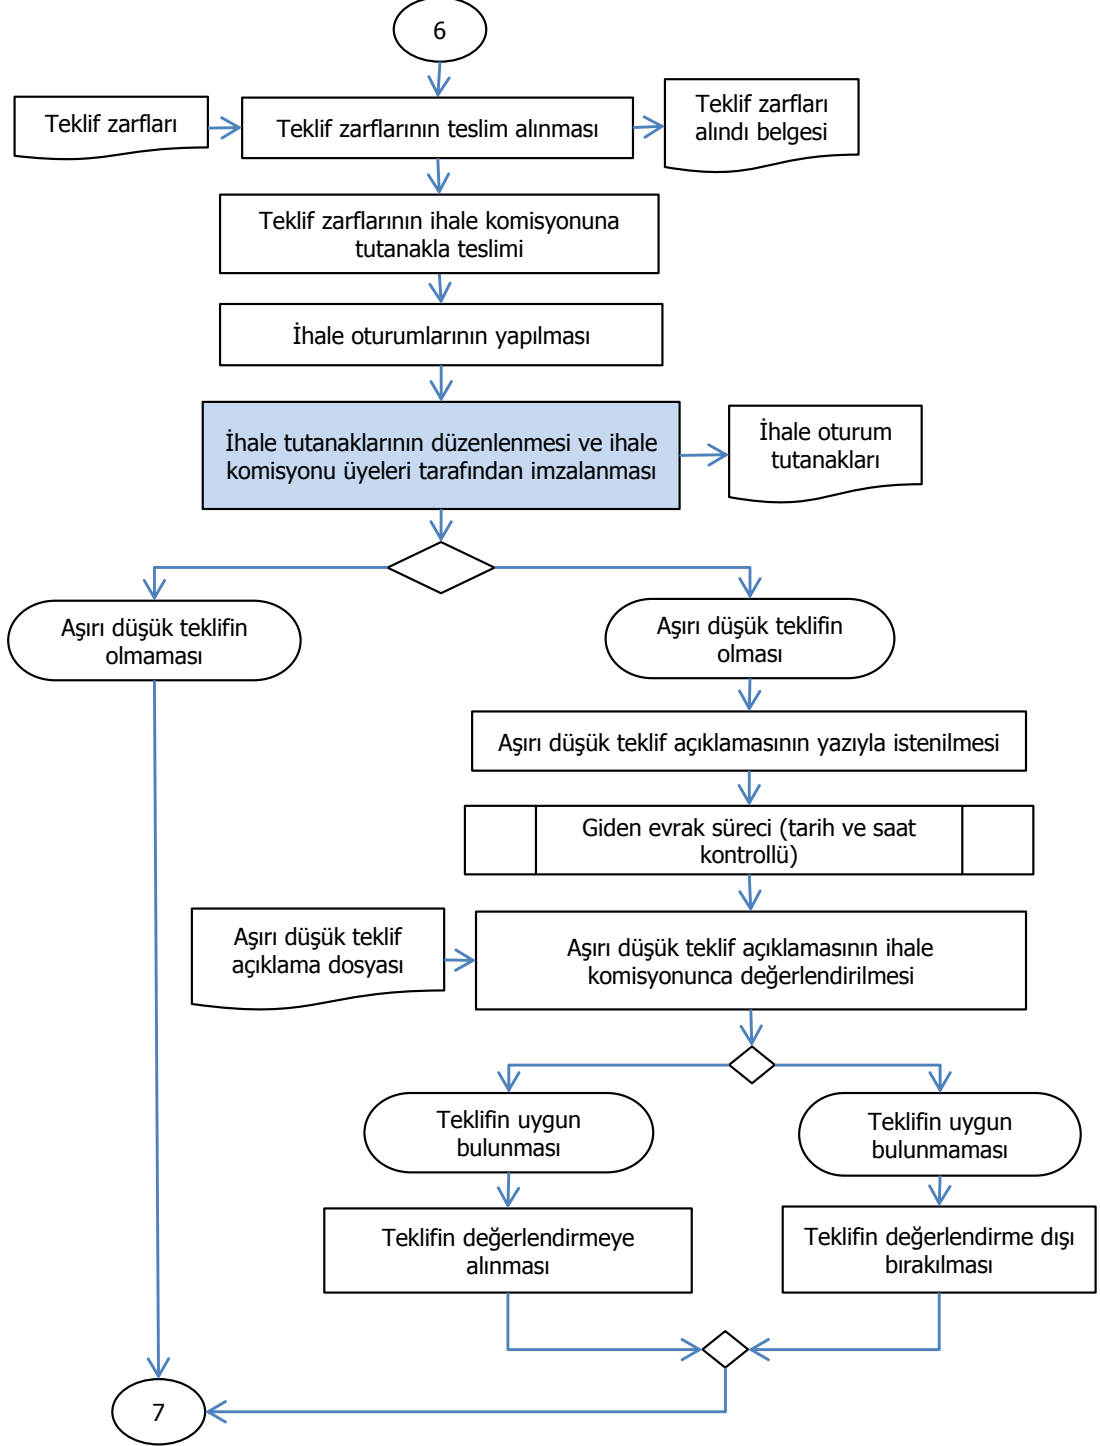 6
Teklif zarfları
Teklif zarflarının teslim alınması
Teklif zarfları
alındı belgesi
Teklif zarflarının ihale komisyonuna
tutanakla teslimi
İhale oturumlarının yapılması
İhale tutanaklarının düzenlenmesi ve ihale
komisyonu üyeleri tarafından imzalanması
İhale oturum
tutanakları
Aşırı düşük teklifin
olmaması
Aşırı düşük teklifin
olması
Aşırı düşük teklif açıklamasının yazıyla istenilmesi
Giden evrak süreci (tarih ve saat
kontrollü)
Aşırı düşük teklif
açıklama dosyası
Aşırı düşük teklif açıklamasının ihale
komisyonunca değerlendirilmesi
Teklifin uygun
bulunması
Teklifin uygun
bulunmaması
Teklifin değerlendirmeye
alınması
Teklifin değerlendirme dışı
bırakılması
7